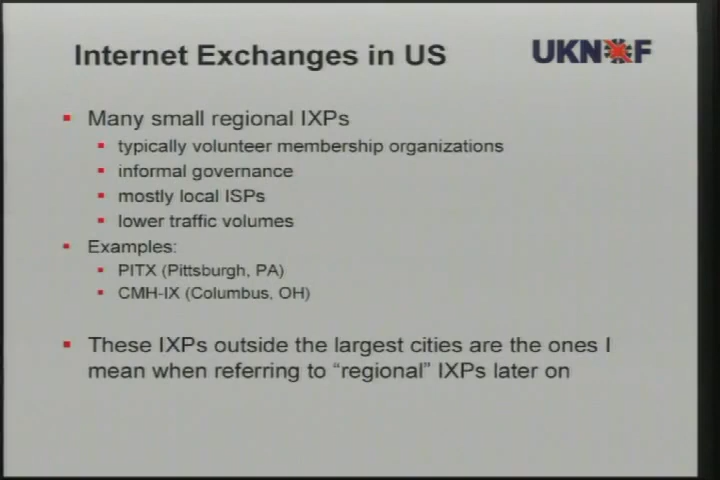 Internet Exchanges in US
UKNOF
Many small regional IXPs
typically volunteer membership organizations
informal governance
mostly local ISPs
lower traffic volumes
Examples:
PITX (Pittsburgh, PA)
CMH-IX (Columbus, OH)
These IXPs outside the largest cities are the ones I
mean when referring to “regional” IXPs later on